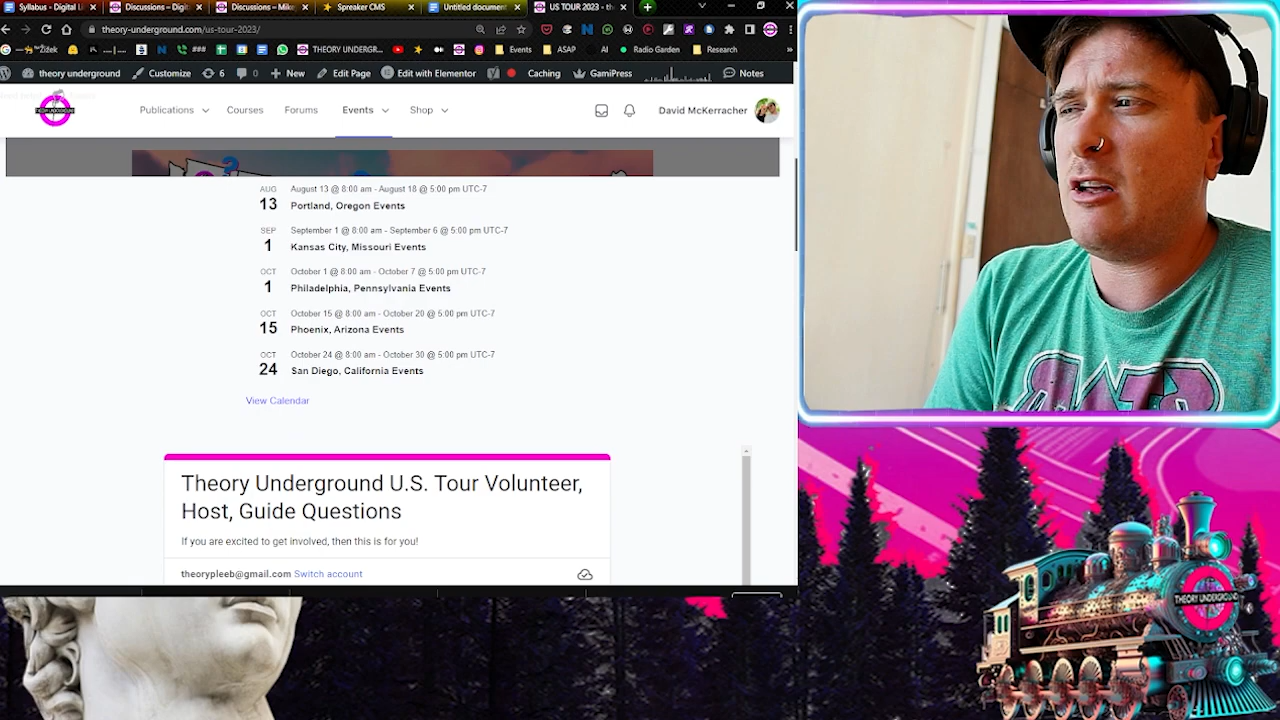 Syllabus - Digital Li
Discussions – Digit
Discussions – Mike
Spreaker CMS
Untitled document
US TOUR 2023 - th
theory-underground.com/us-tour-2023/
Žižek
###
THEORY UNDERGR...
Events
ASAP
AI
Radio Garden
Research
theory underground
Customize
6
0
New
Edit Page
Edit with Elementor
Caching
GamiPress
Notes
Publications
Courses
Forums
Events
Shop
David McKerracher
AUG
August 13 @ 8:00 am - August 18 @ 5:00 pm UTC-7
13
Portland, Oregon Events
SEP
September 1 @ 8:00 am - September 6 @ 5:00 pm UTC-7
1
Kansas City, Missouri Events
OCT
October 1 @ 8:00 am - October 7 @ 5:00 pm UTC-7
1
Philadelphia, Pennsylvania Events
OCT
October 15 @ 8:00 am - October 20 @ 5:00 pm UTC-7
15
Phoenix, Arizona Events
OCT
October 24 @ 8:00 am - October 30 @ 5:00 pm UTC-7
24
San Diego, California Events
View Calendar
Theory Underground U.S. Tour Volunteer,
Host, Guide Questions
If you are excited to get involved, then this is for you!
theorypleeb@gmail.com Switch account
THEORY UNDERGROUND